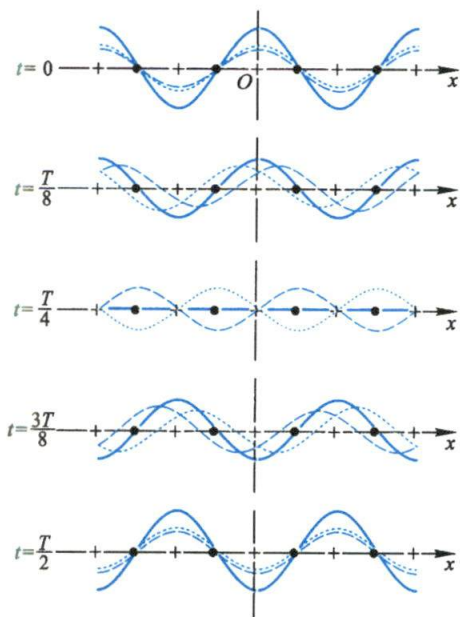 t = 0
O
x
t = T/8
x
t = T/4
x
t = 3T/8
x
t = T/2
x